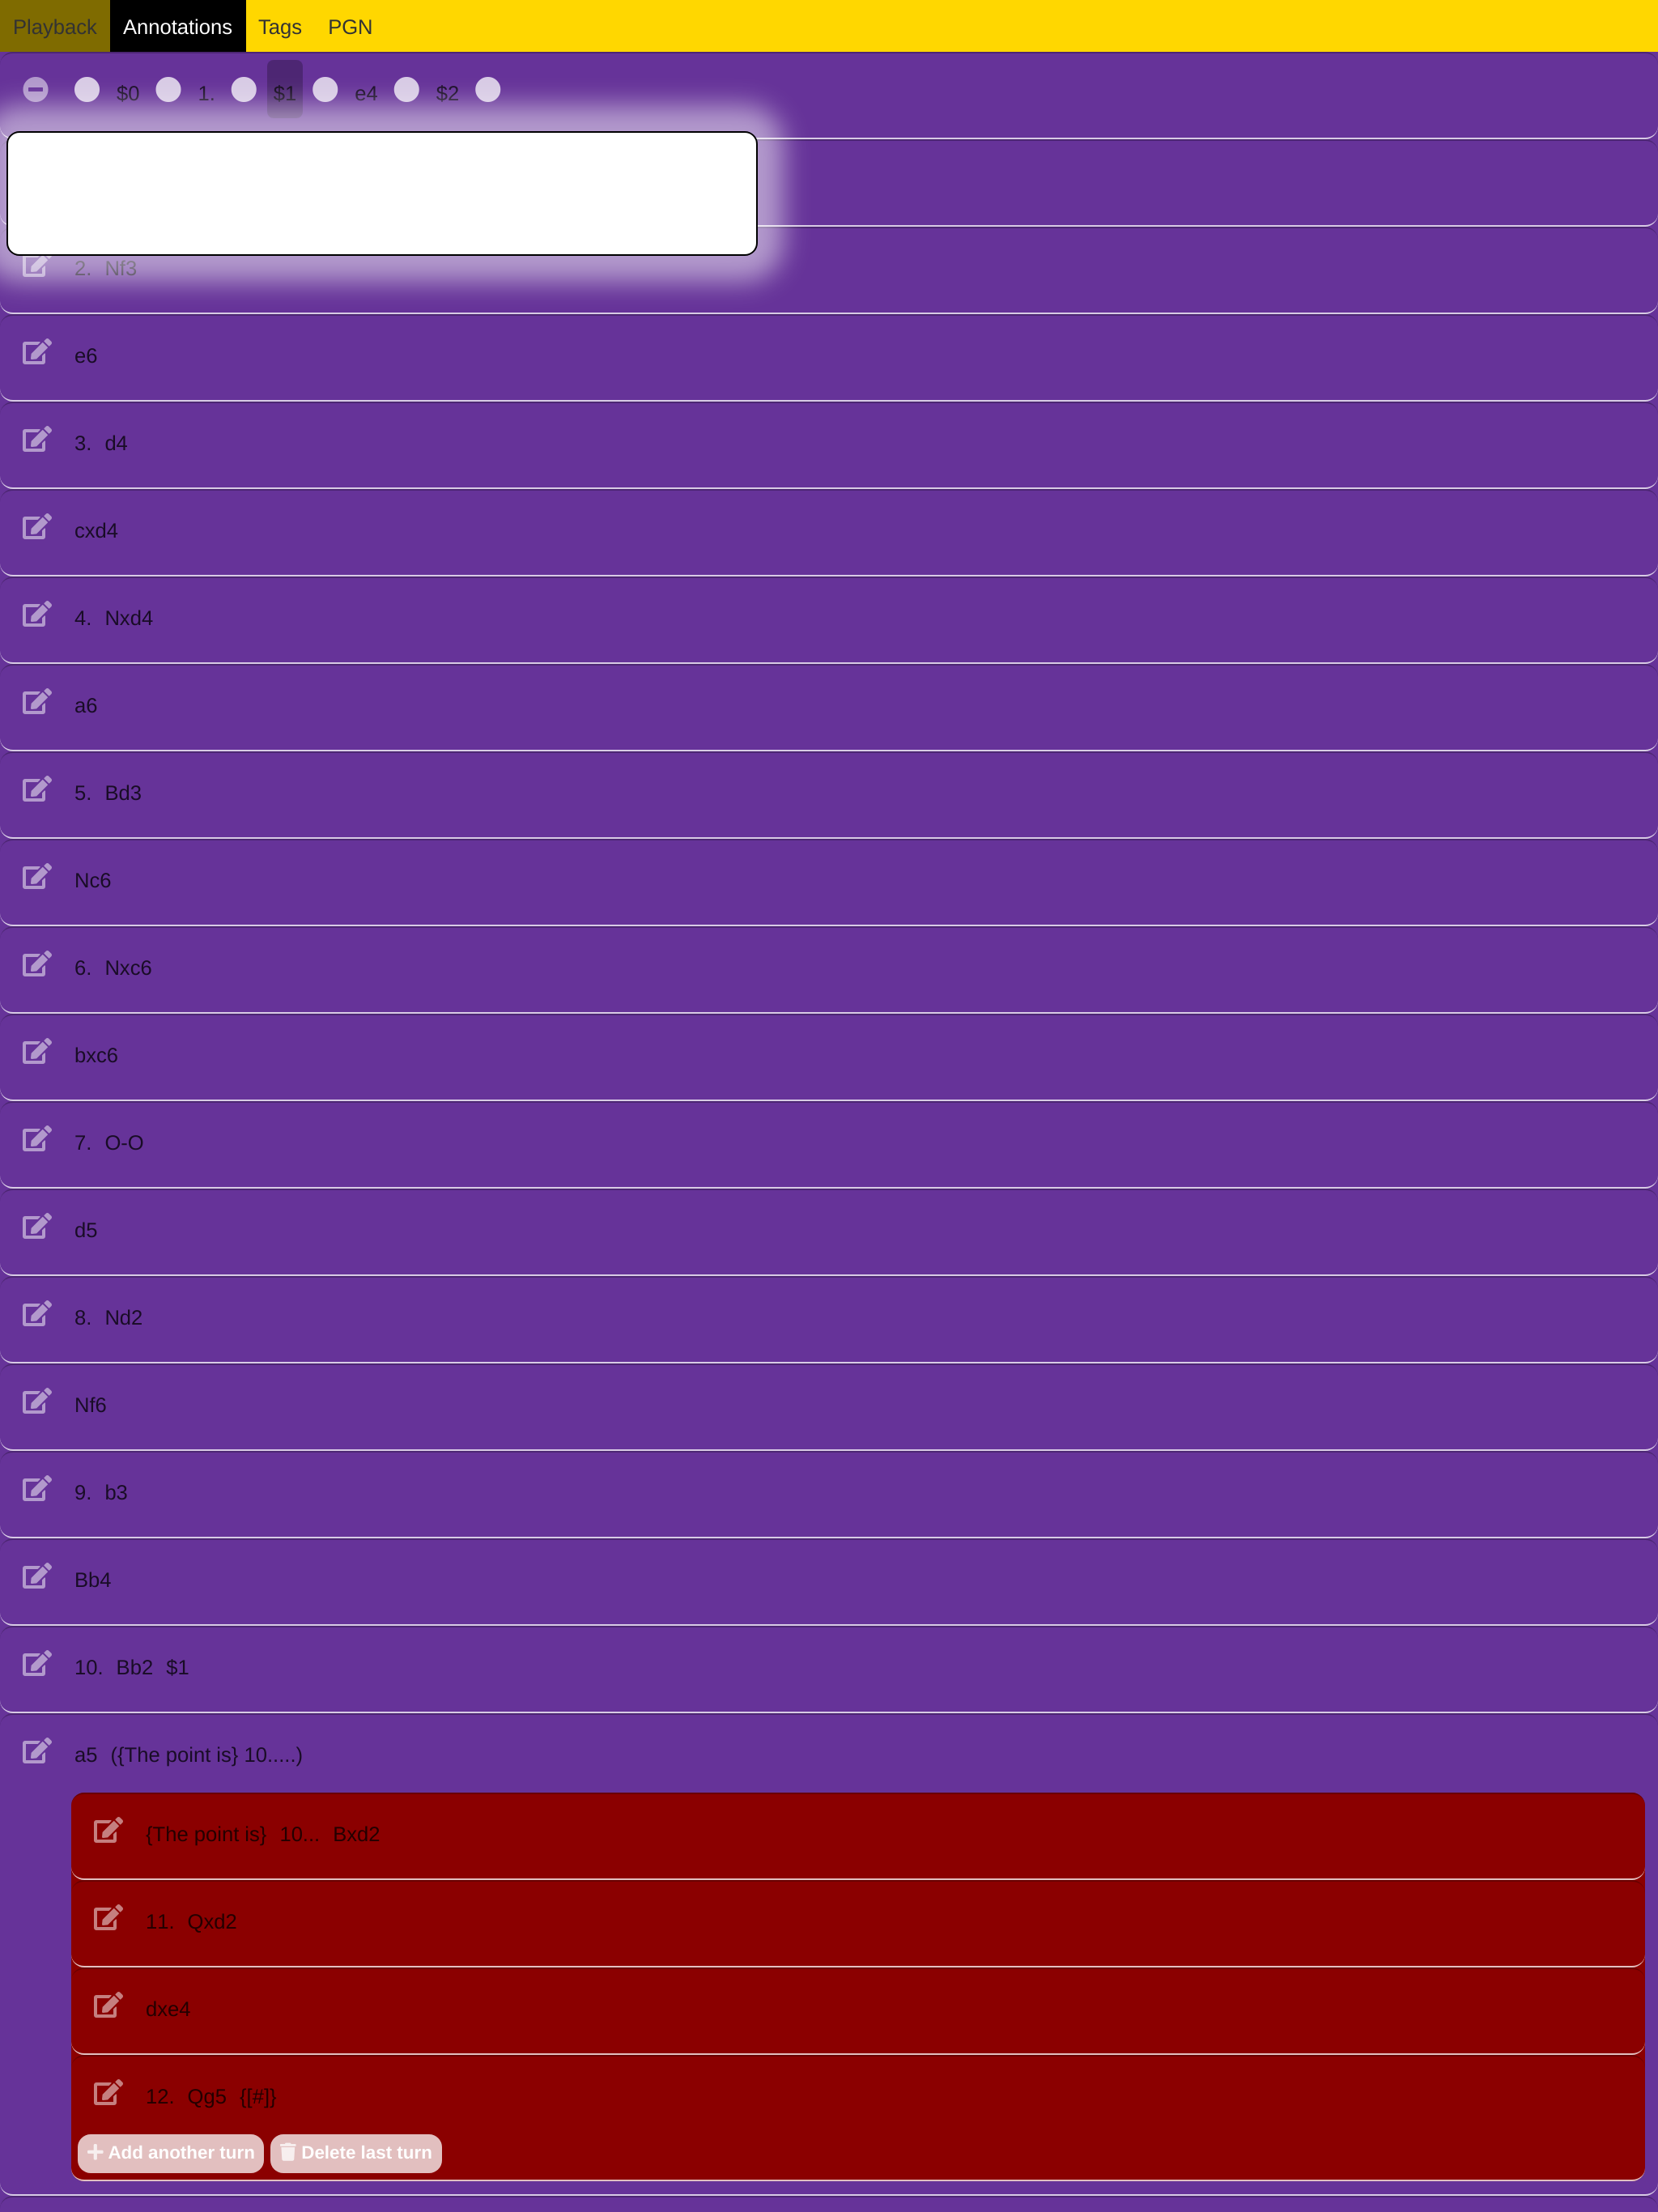 Playback Annotations Tags PGN
$0 1. $1 e4 $2
2. Nf3
e6
3. d4
cxd4
4. Nxd4
a6
5. Bd3
Nc6
6. Nxc6
bxc6
7. O-O
d5
8. Nd2
Nf6
9. b3
Bb4
10. Bb2 $1
a5 ({The point is} 10.....)
{The point is} 10... Bxd2
11. Qxd2
dxe4
12. Qg5 {[#]}
Add another turn Delete last turn